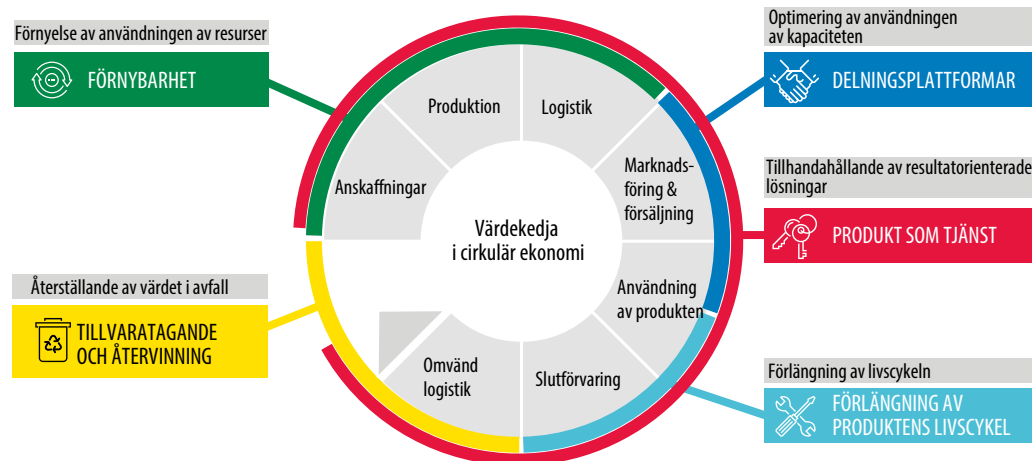 Förnyelse av användningen av resurser
FÖRNYBARHET
Optimering av användningen
av kapaciteten
DELNINGSPLATTFORMAR
Tillhandahållande av resultatorienterade
lösningar
PRODUKT SOM TJÄNST
Förlängning av livscykeln
FÖRLÄNGNING AV
PRODUKTENS LIVSCYKEL
Återställande av värdet i avfall
TILLVARATAGANDE
OCH ÅTERVINNING
Värdekedja
i cirkulär ekonomi
Anskaffningar
Produktion
Logistik
Marknads-
föring &
försäljning
Användning
av produkten
Slutförvaring
Omvänd
logistik